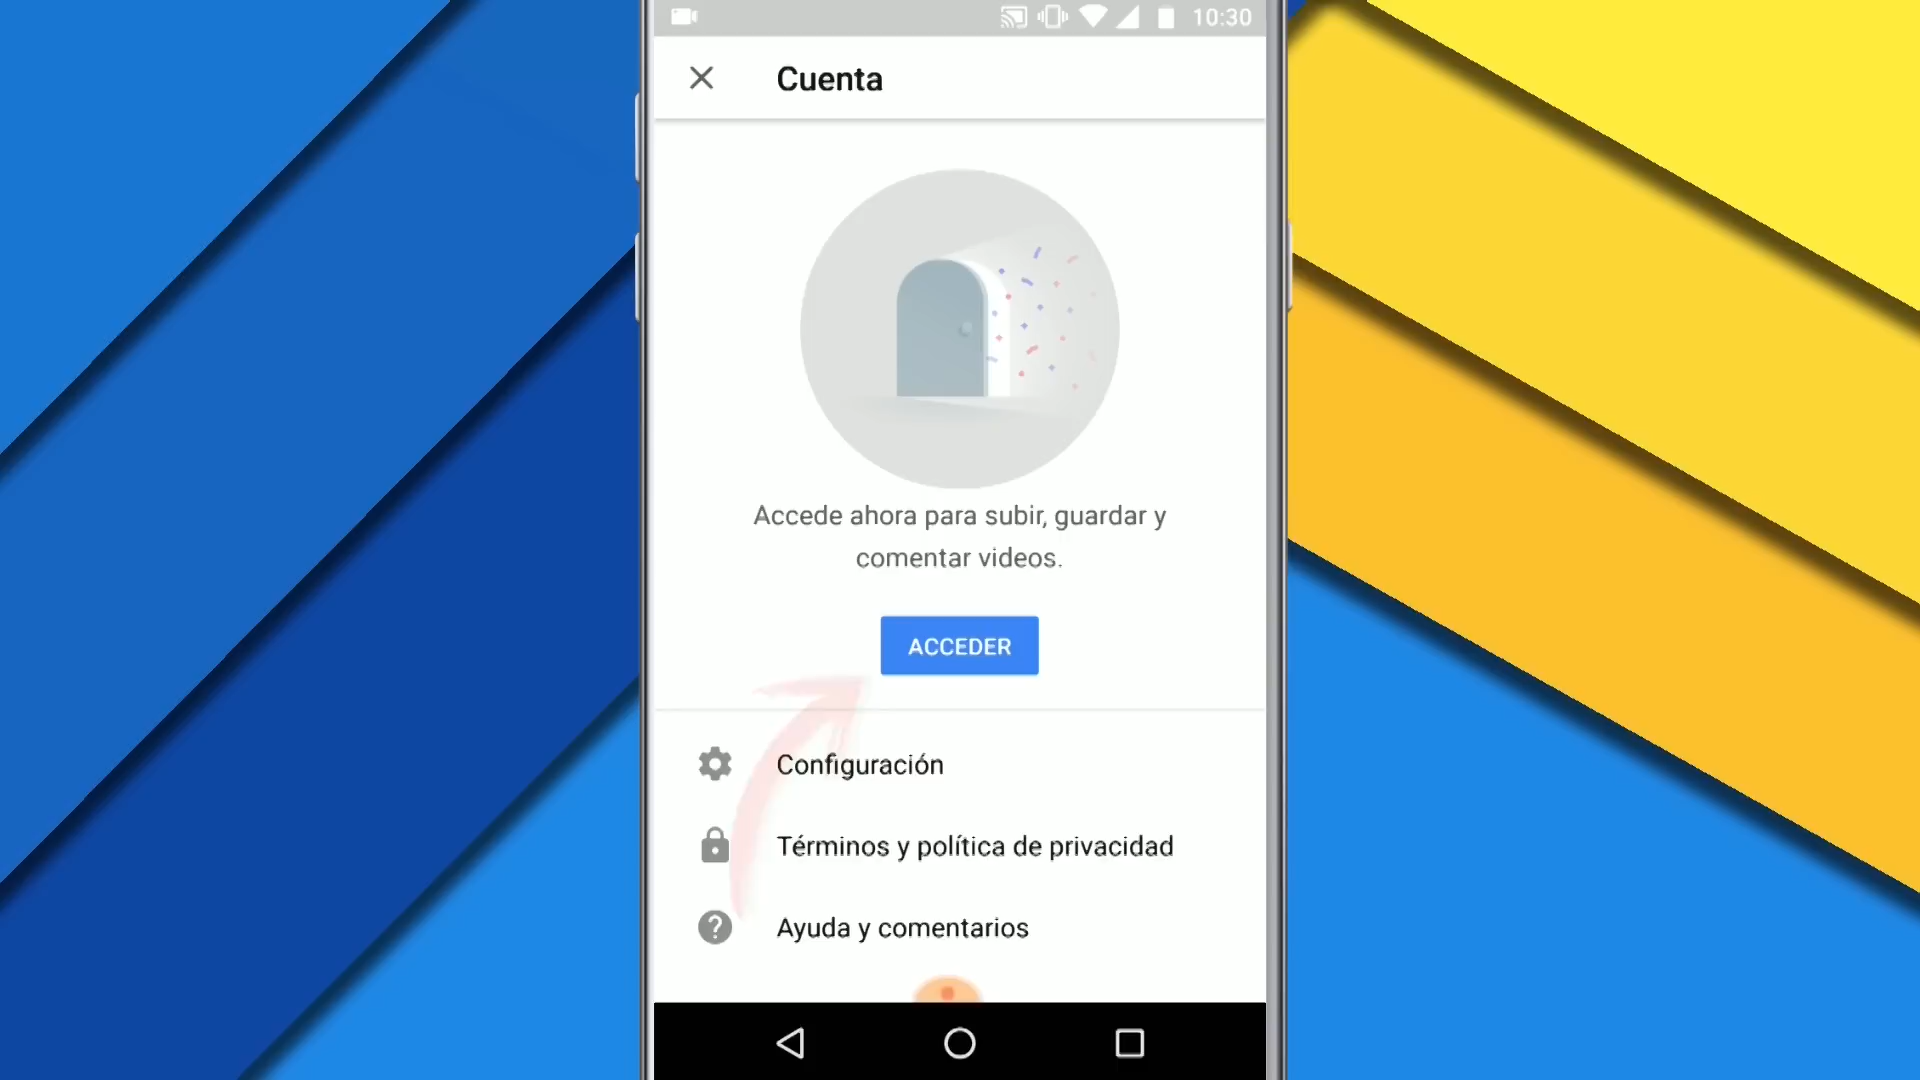 10:30
Cuenta
Accede ahora para subir, guardar y
comentar videos.
ACCEDER
Configuración
Términos y política de privacidad
Ayuda y comentarios